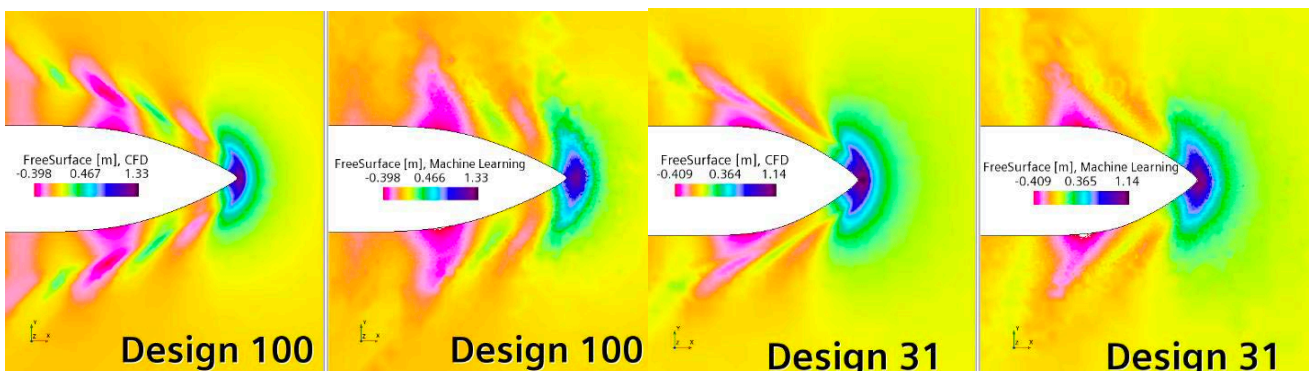 FreeSurface [m], CFD
-0.398 0.467 1.33
Y
Z X
Design 100
FreeSurface [m], Machine Learning
-0.398 0.466 1.33
Y
Z X
Design 100
FreeSurface [m], CFD
-0.409 0.364 1.14
Y
Z X
Design 31
FreeSurface [m], Machine Learning
-0.409 0.365 1.14
Y
Z X
Design 31